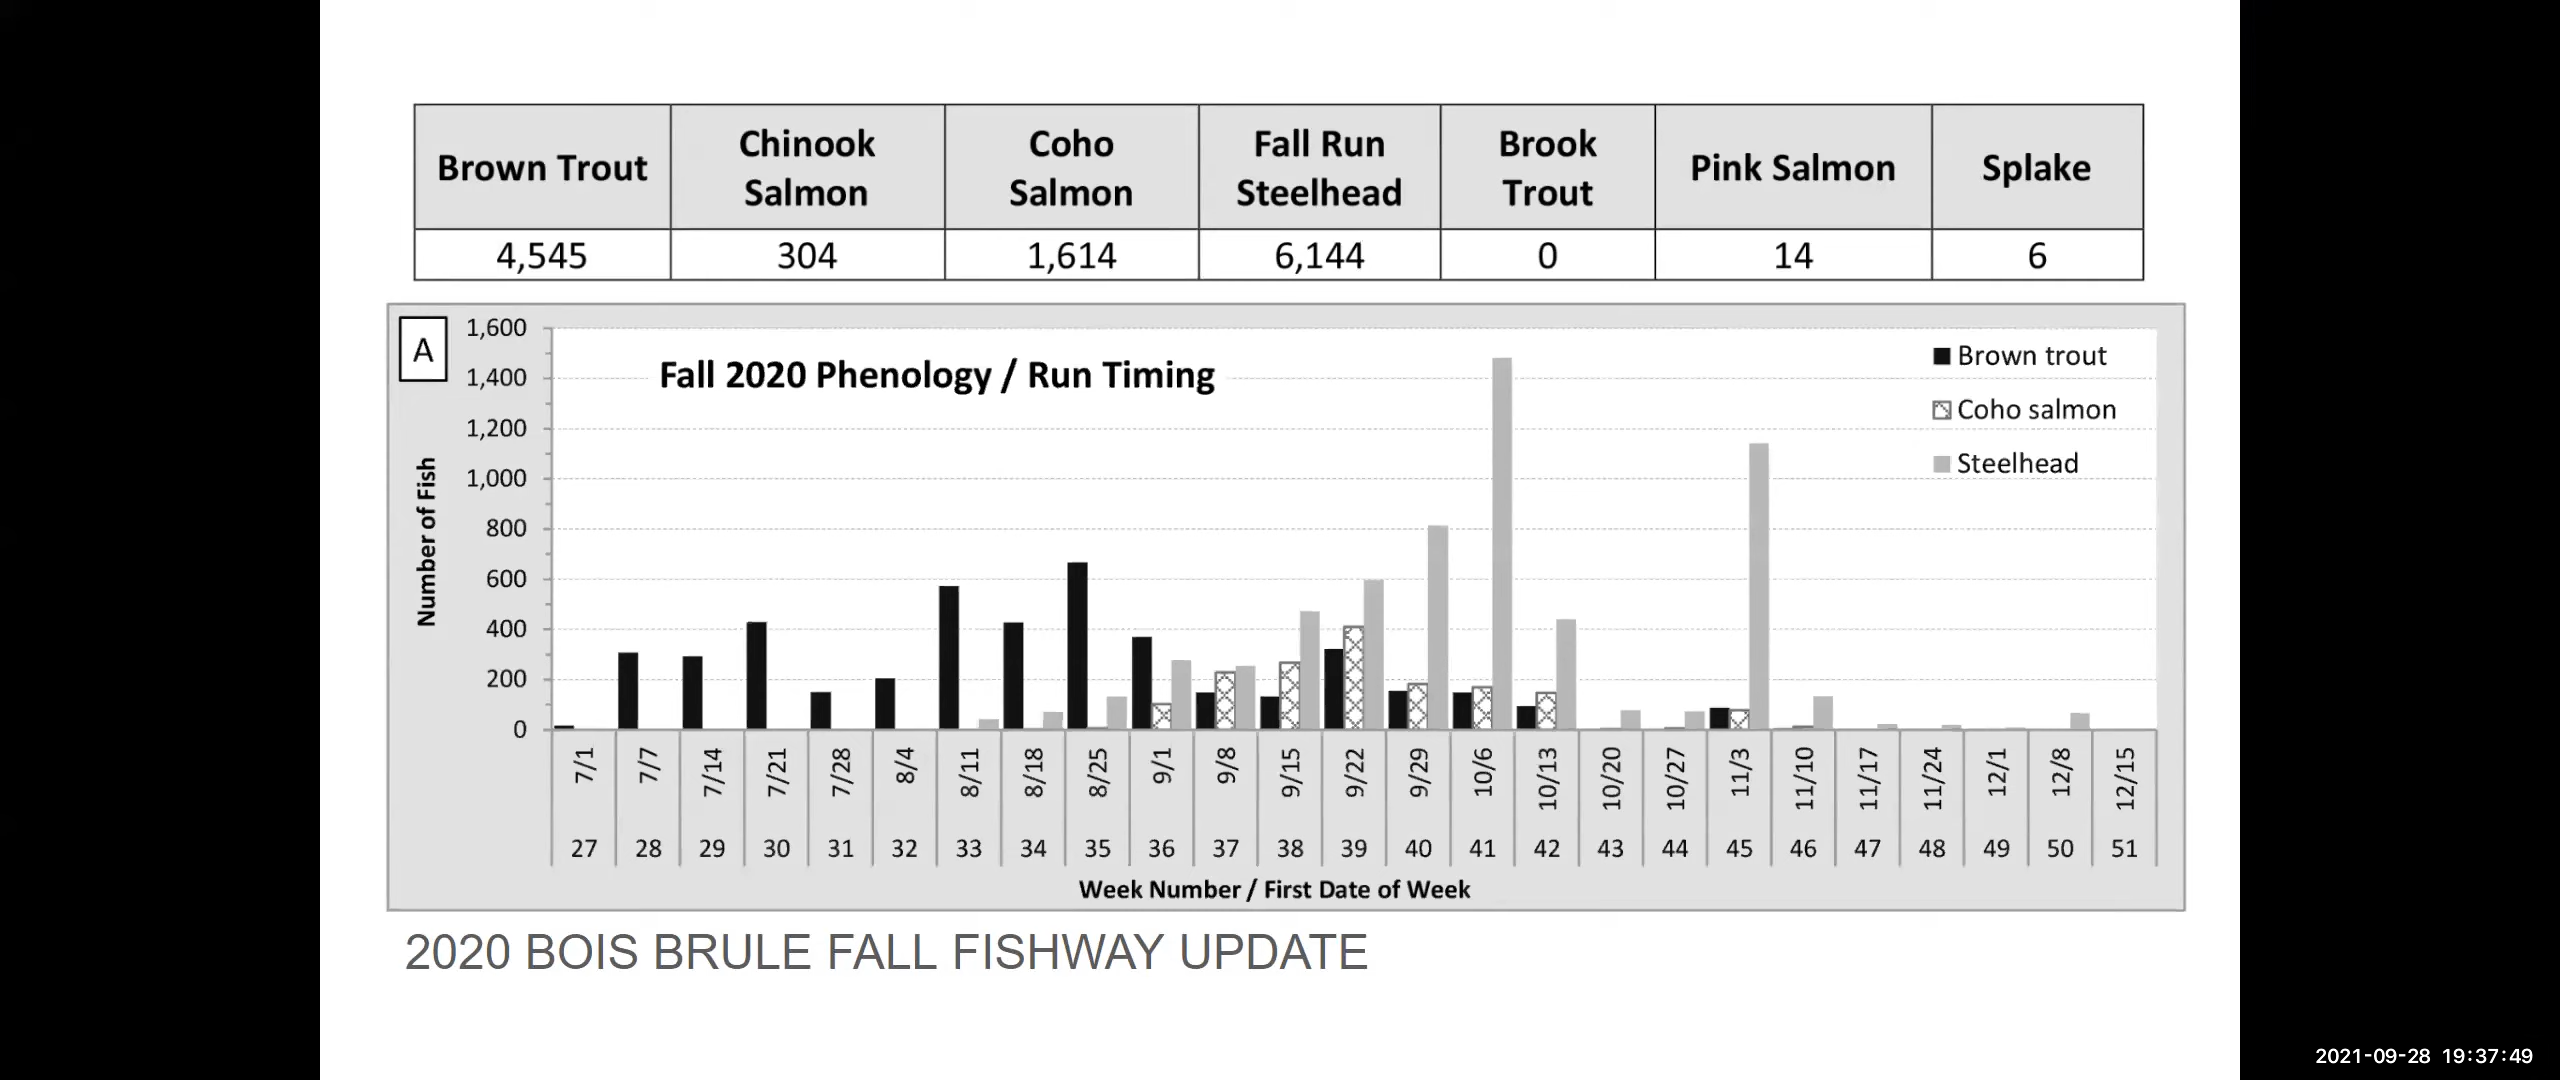 Brown Trout
Chinook
Salmon
Coho
Salmon
Fall Run
Steelhead
Brook
Trout
Pink Salmon
Splake
4,545
304
1,614
6,144
0
14
6
A
Fall 2020 Phenology / Run Timing
Brown trout
Coho salmon
Steelhead
Number of Fish
1,600
1,400
1,200
1,000
800
600
400
200
0
7/1 7/7 7/14 7/21 7/28 8/4 8/11 8/18 8/25 9/1 9/8 9/15 9/22 9/29 10/6 10/13 10/20 10/27 11/3 11/10 11/17 11/24 12/1 12/8 12/15
27 28 29 30 31 32 33 34 35 36 37 38 39 40 41 42 43 44 45 46 47 48 49 50 51
Week Number / First Date of Week
2020 BOIS BRULE FALL FISHWAY UPDATE
2021-09-28 19:37:49